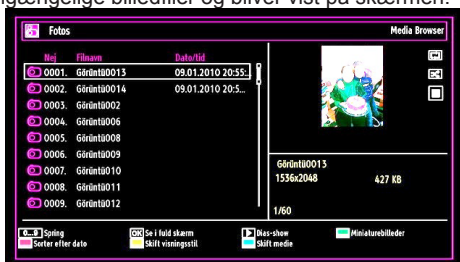 ngængelige billedfiler og bliver vist på skærmen.
Fotos
Media Browser
Nej Filnavn Dato/tid
0001. Görüntü0013 09.01.2010 20:55:.
0002. Görüntü0014 09.01.2010 20:5...
0003. Görüntü002
0004. Görüntü006
0005. Görüntü008
0006. Görüntü009
0007. Görüntü010
0008. Görüntü011
0009. Görüntü012
Görüntü0013
1536x2048 427 KB
1/60
0...9 Spring OK Se i fuld skærm Dias-show Miniaturebilleder
Sorter efter dato Skift visningsstil Skift medie